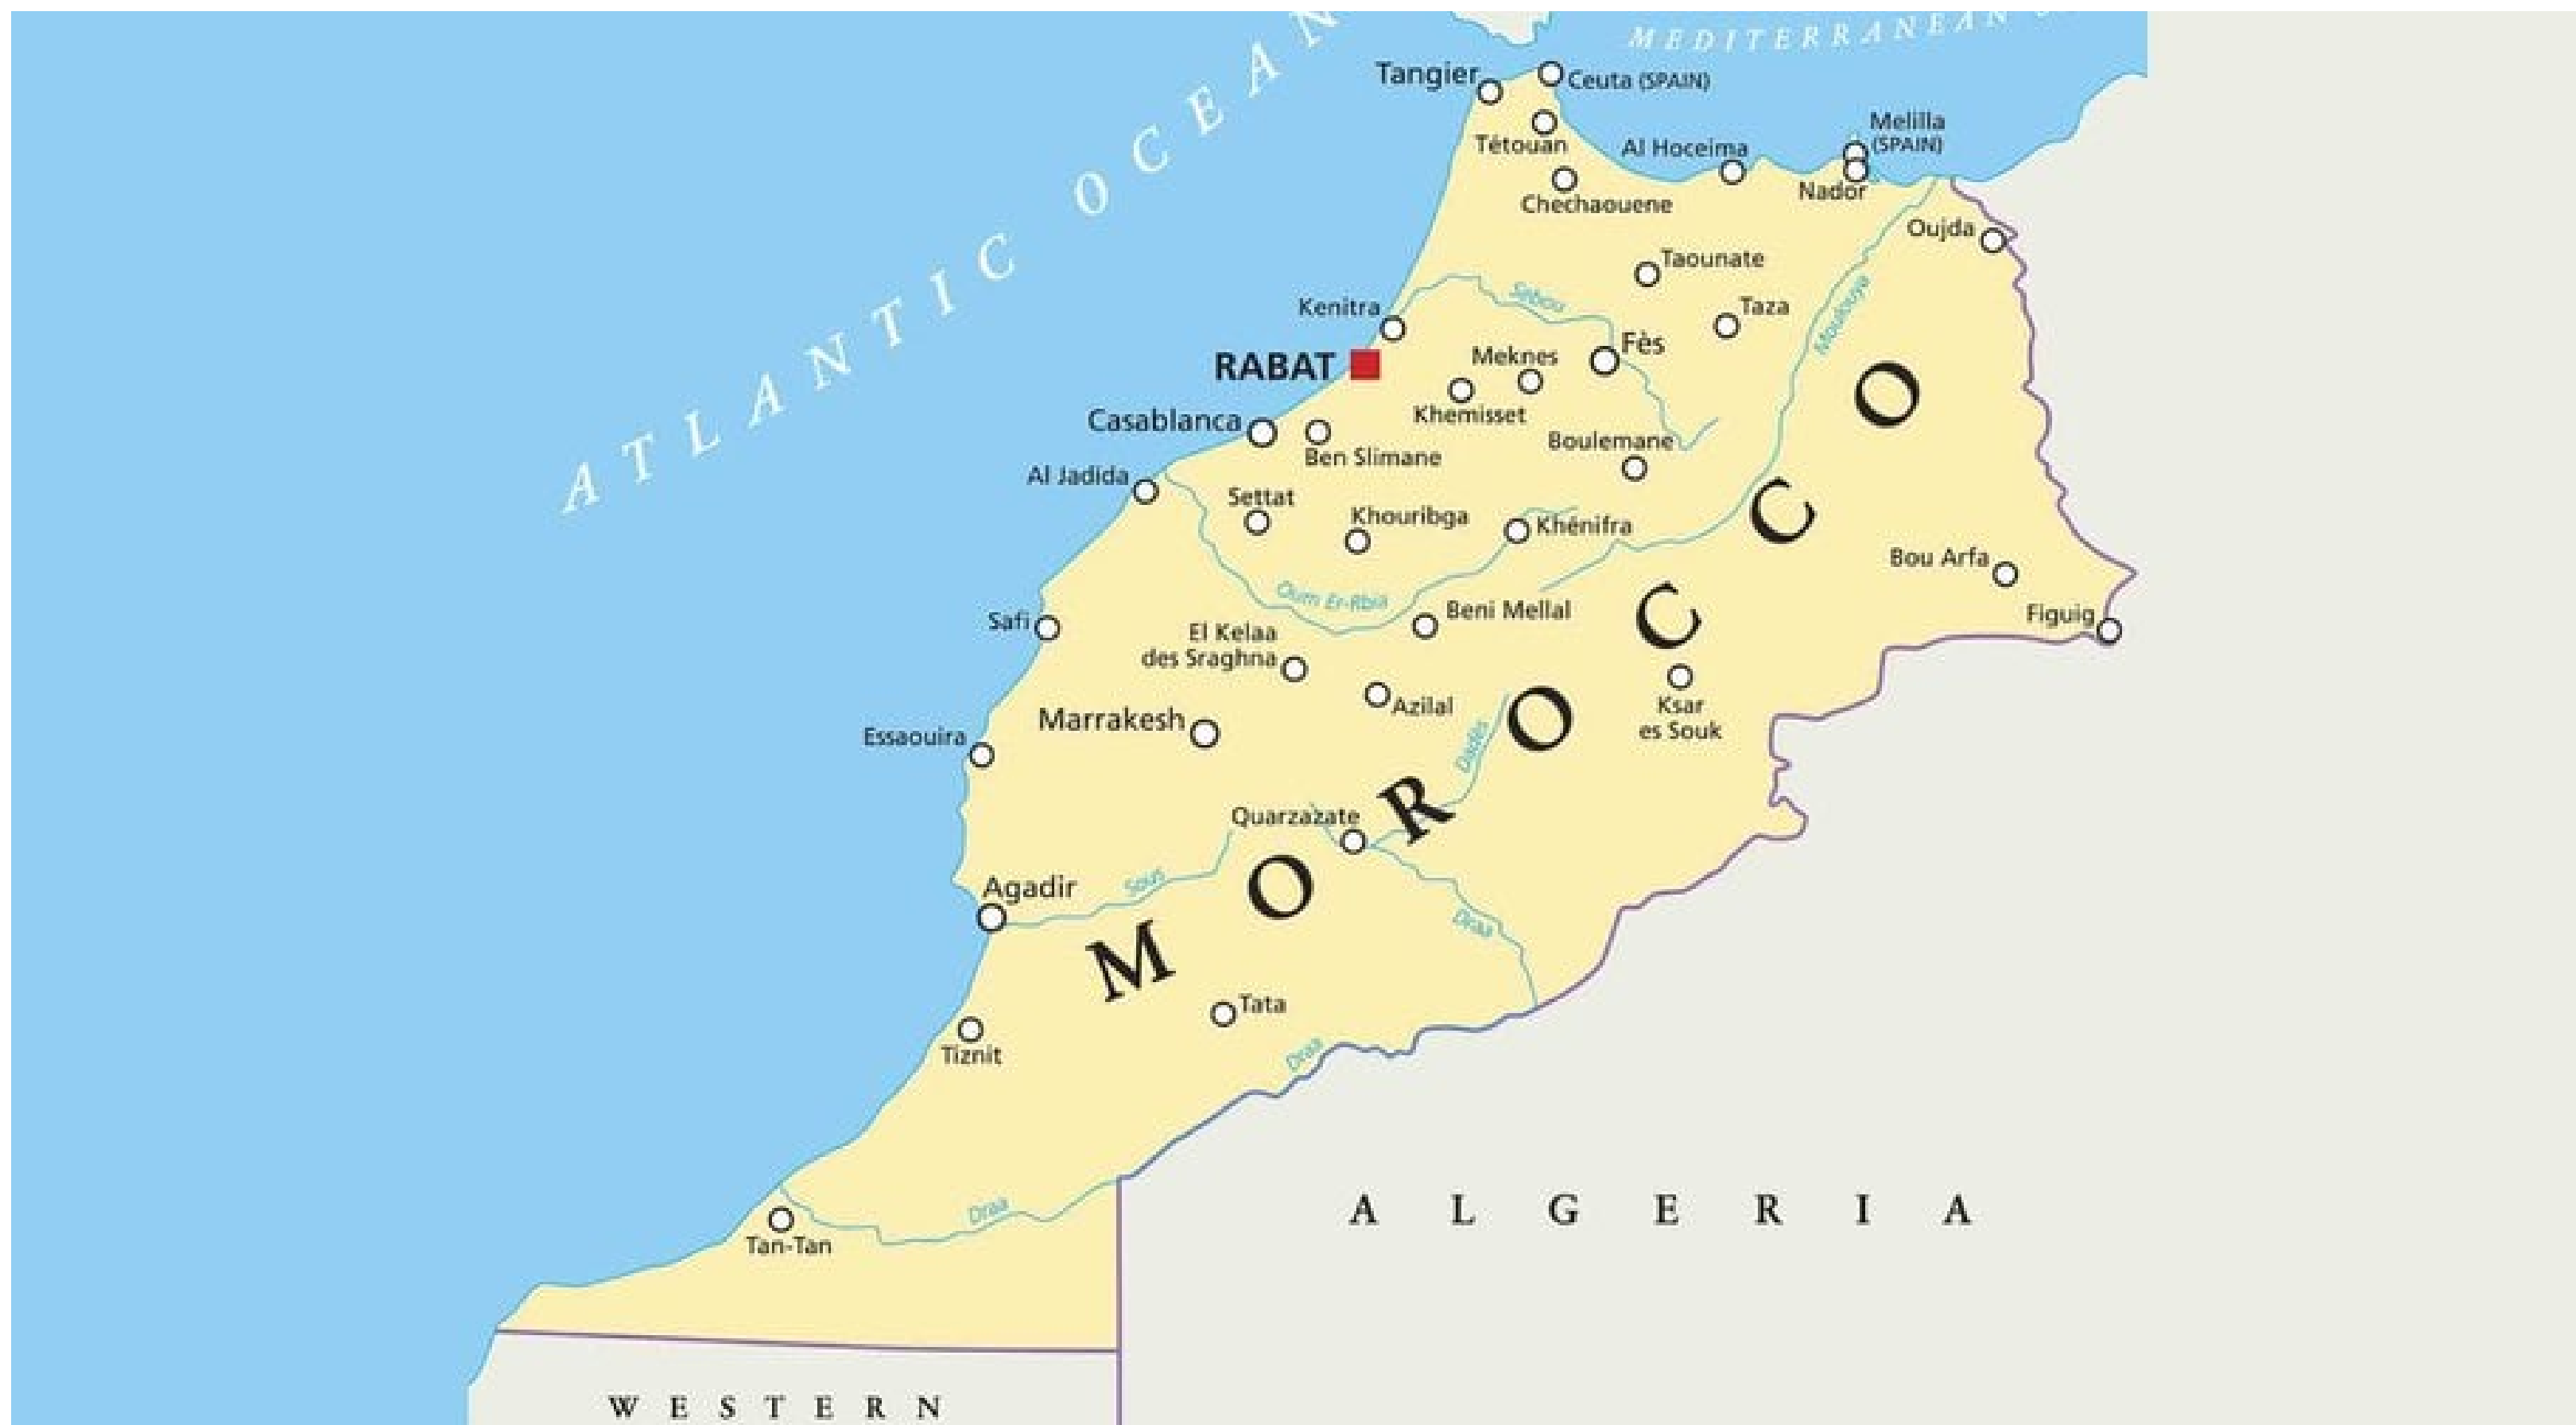 MEDITERRANEAN
ATLANTIC OCEAN
Tangier
Ceuta (SPAIN)
Tétouan
Al Hoceima
Melilla
(SPAIN)
Nador
Chechaouene
Oujda
Taounate
Taza
Kenitra
Sebou
Moulouya
RABAT
Meknes
Fès
Khemisset
Casablanca
Ben Slimane
Boulemane
Al Jadida
Settat
Khouribga
Khénifra
Bou Arfa
Oum Er-Rbia
Safi
Beni Mellal
Figuig
El Kelaa
des Sraghna
Azilal
Ksar
es Souk
Marrakesh
Essaouira
Dadès
MOROCCO
Quarzazate
Agadir
Sous
Draa
Tata
Tiznit
Draa
Draa
Tan-Tan
ALGERIA
WESTERN